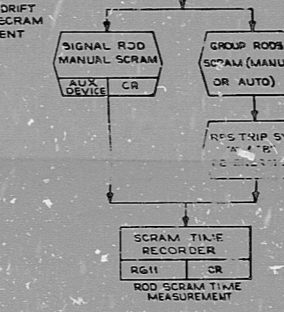 DRIFT
SCRAM
ENT
SIGNAL ROD
MANUAL SCRAM
AUX
DEVICE
CR
GROUP RODS
SCRAM (MANU
OR AUTO)
RPS TRIP SY
"A" "B"
SCRAM TIME
RECORDER
RG11
CR
ROD SCRAM TIME
MEASUREMENT